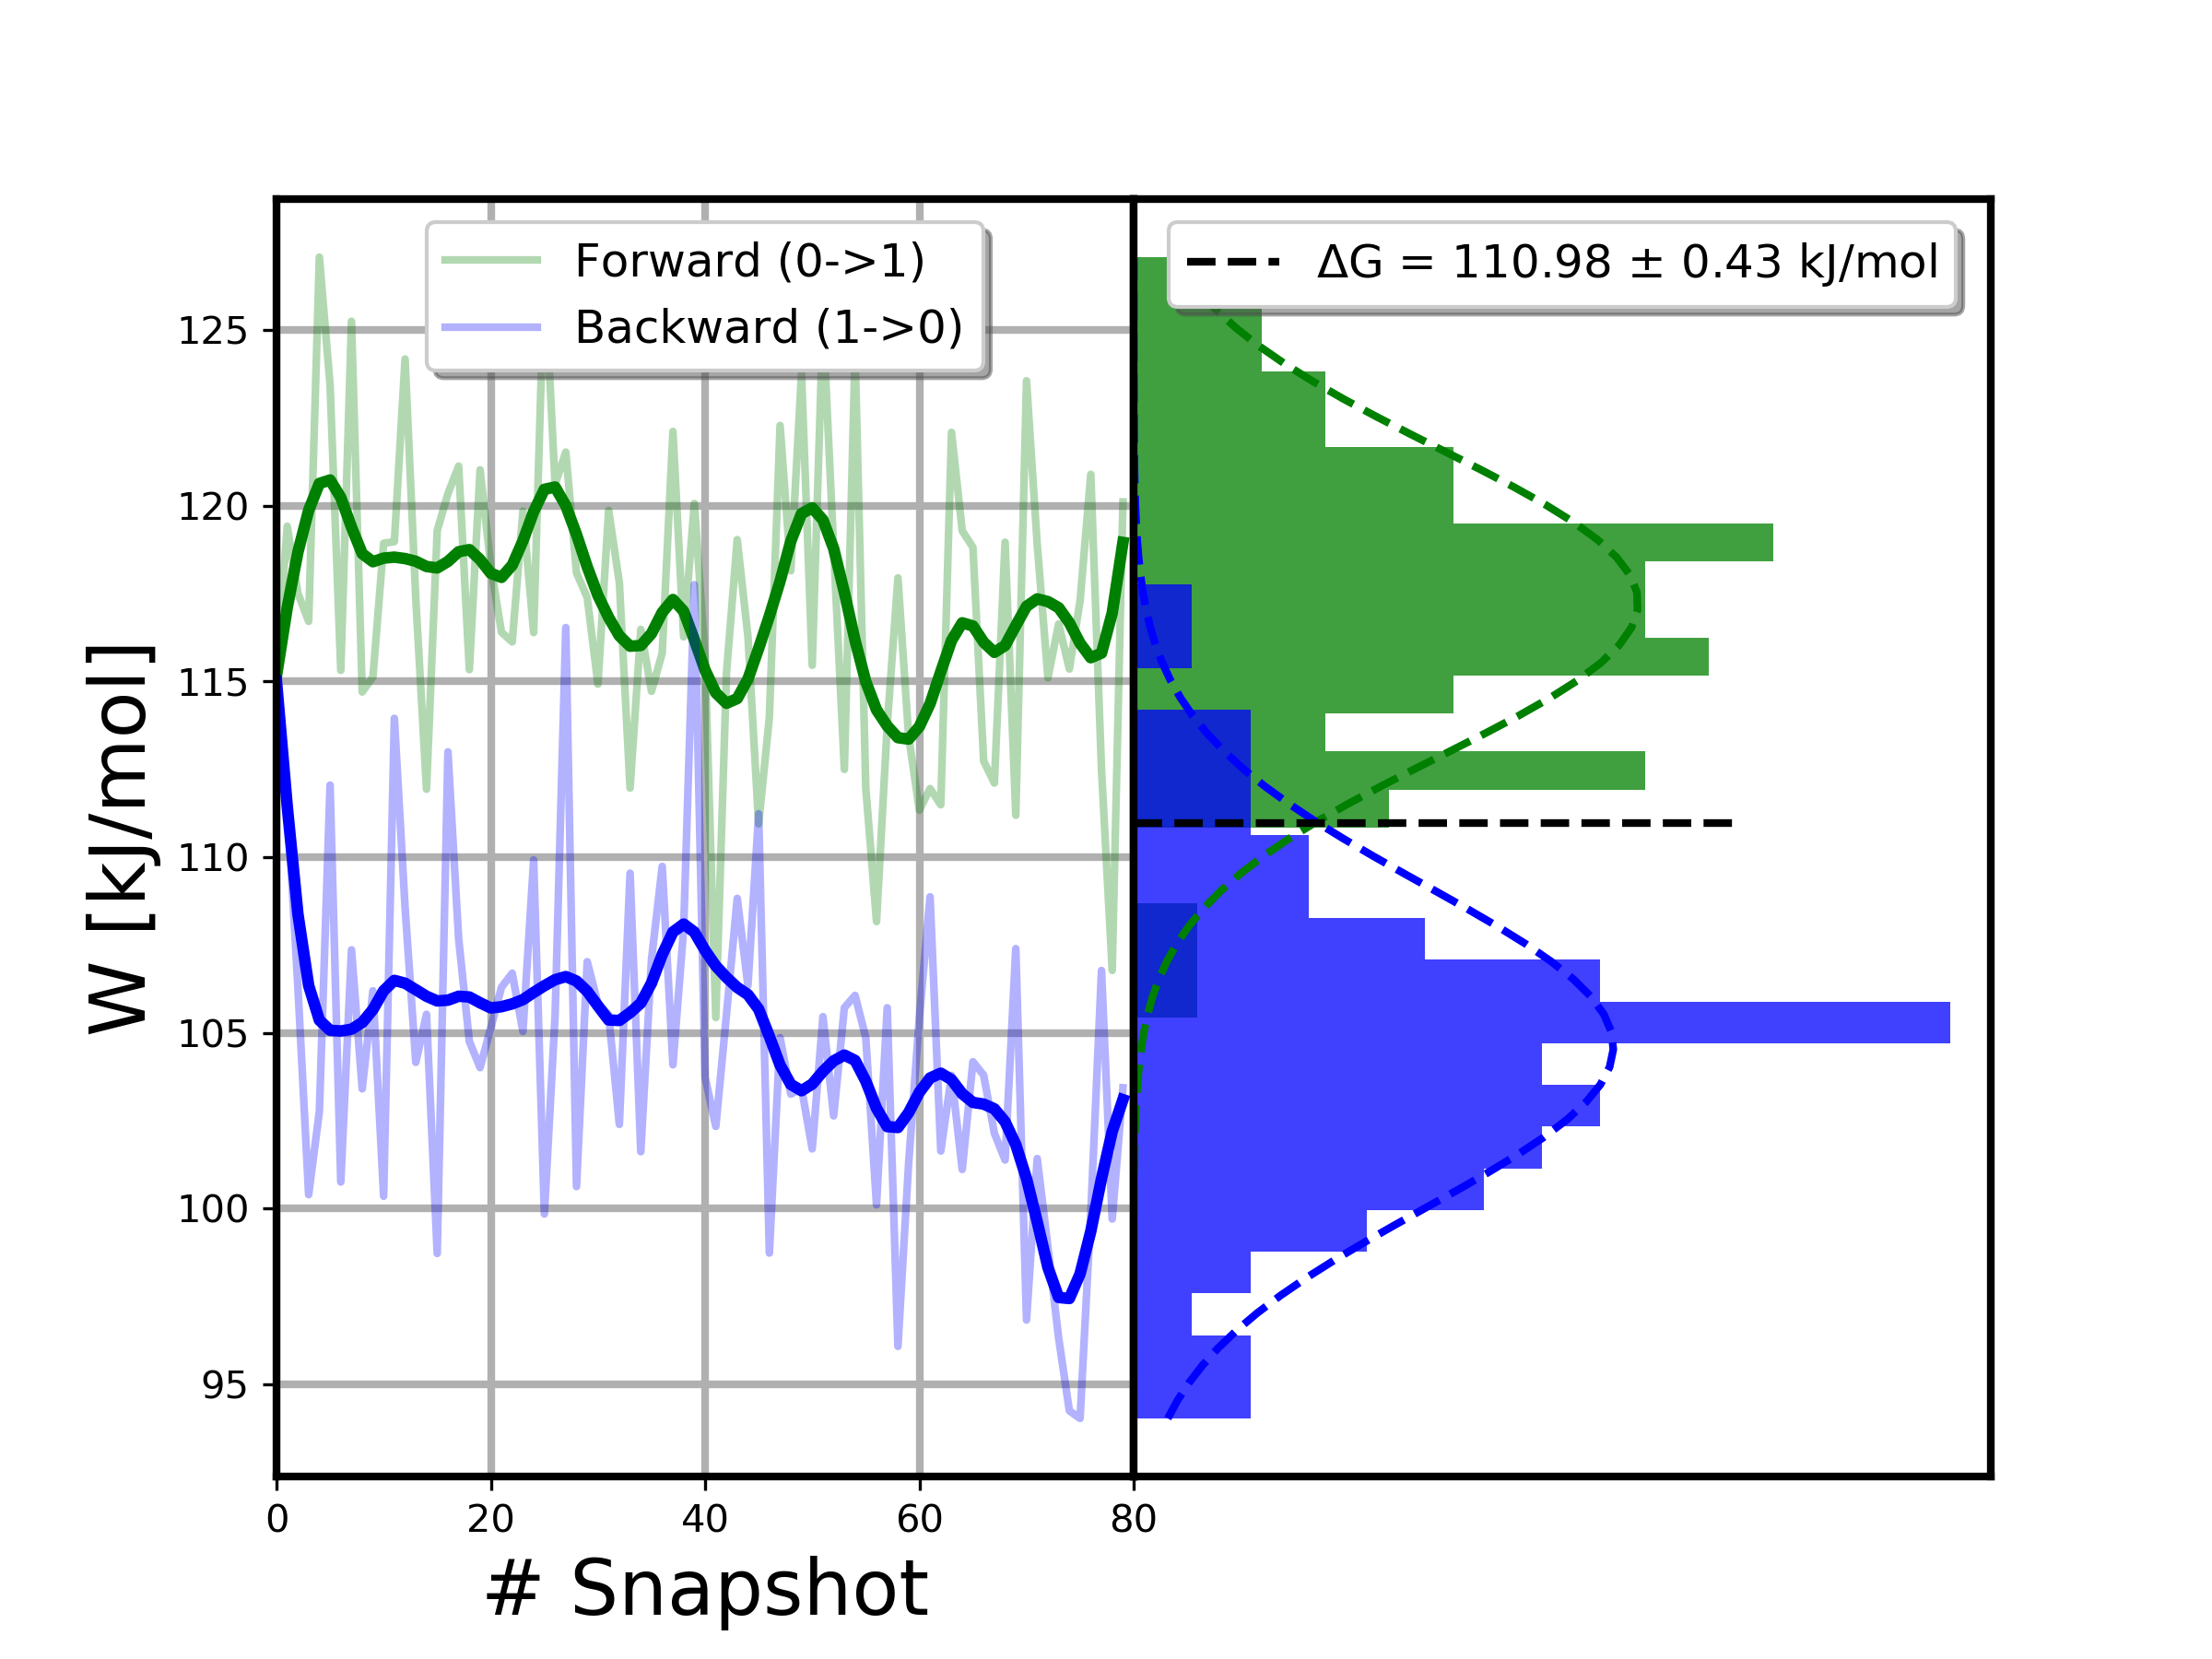 Forward (0->1)
Backward (1->0)
ΔG = 110.98 ± 0.43 kJ/mol
W [kJ/mol]
125
120
115
110
105
100
95
0 20 40 60 80
# Snapshot